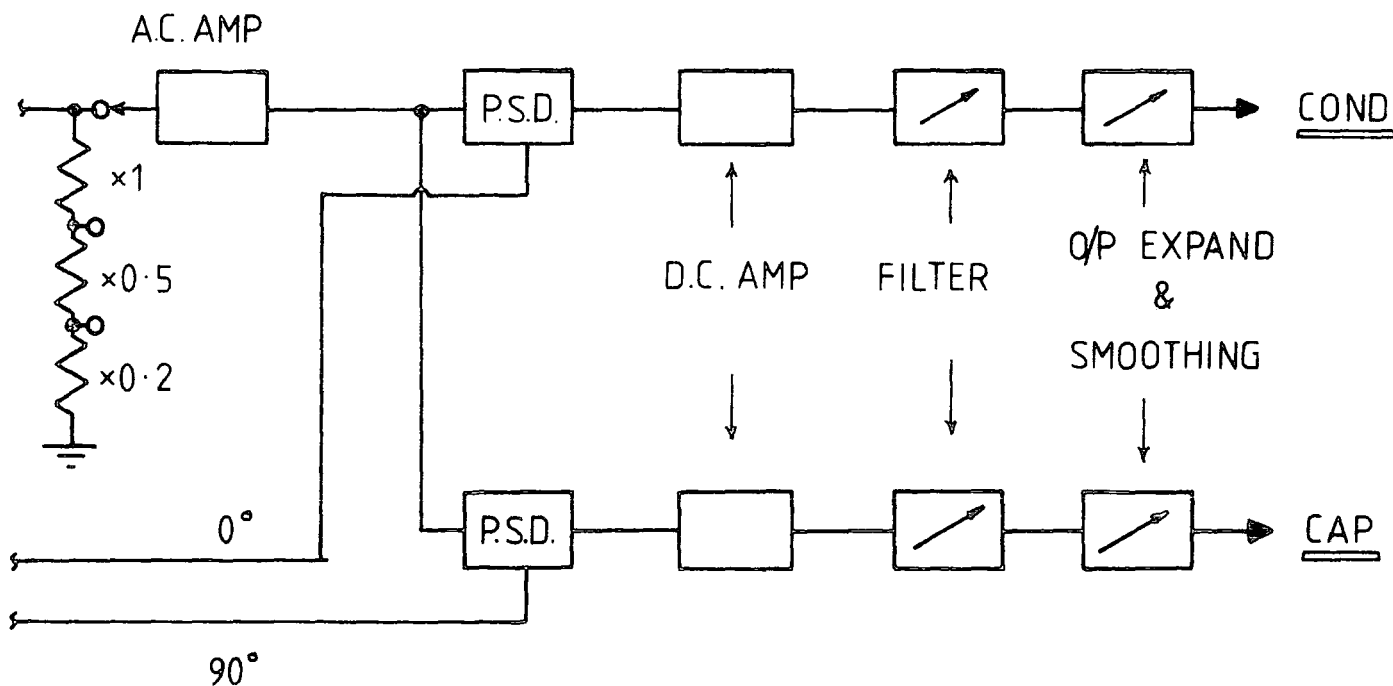 A.C. AMP
P.S.D.
COND
×1
×0·5
×0·2
D.C. AMP
FILTER
O/P EXPAND
&
SMOOTHING
0°
P.S.D.
CAP
90°